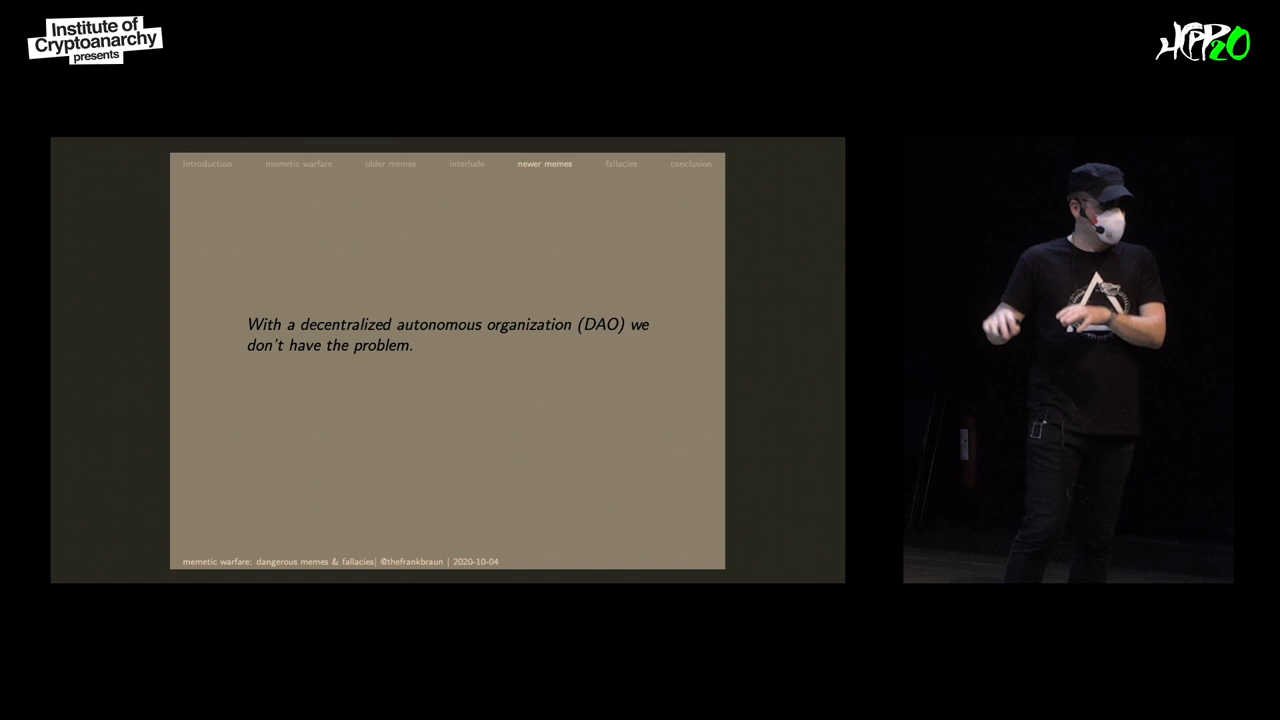 Institute of
Cryptoanarchy
presents
HCPP20
introduction memetic warfare older memes interlude newer memes fallacies conclusion
With a decentralized autonomous organization (DAO) we
don't have the problem.
memetic warfare: dangerous memes & fallacies| @thefrankbraun | 2020-10-04